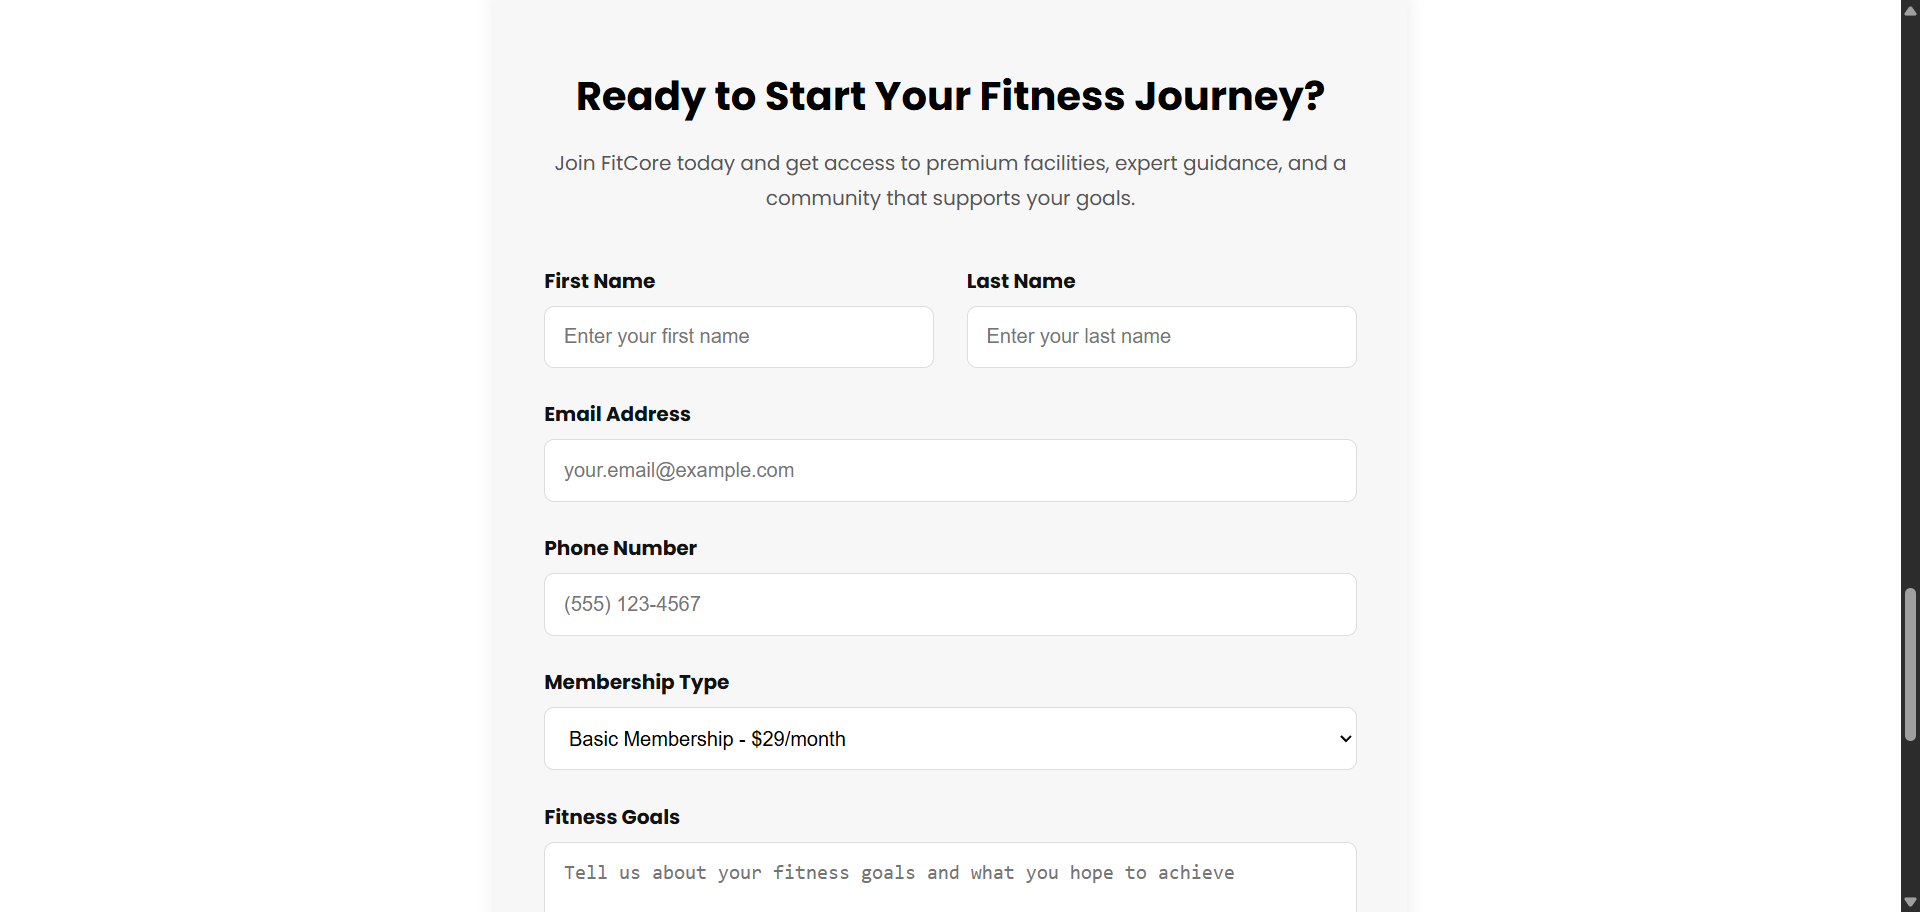 Ready to Start Your Fitness Journey?
Join FitCore today and get access to premium facilities, expert guidance, and a
community that supports your goals.
First Name
Last Name
Enter your first name
Enter your last name
Email Address
your.email@example.com
Phone Number
(555) 123-4567
Membership Type
Basic Membership - $29/month
Fitness Goals
Tell us about your fitness goals and what you hope to achieve